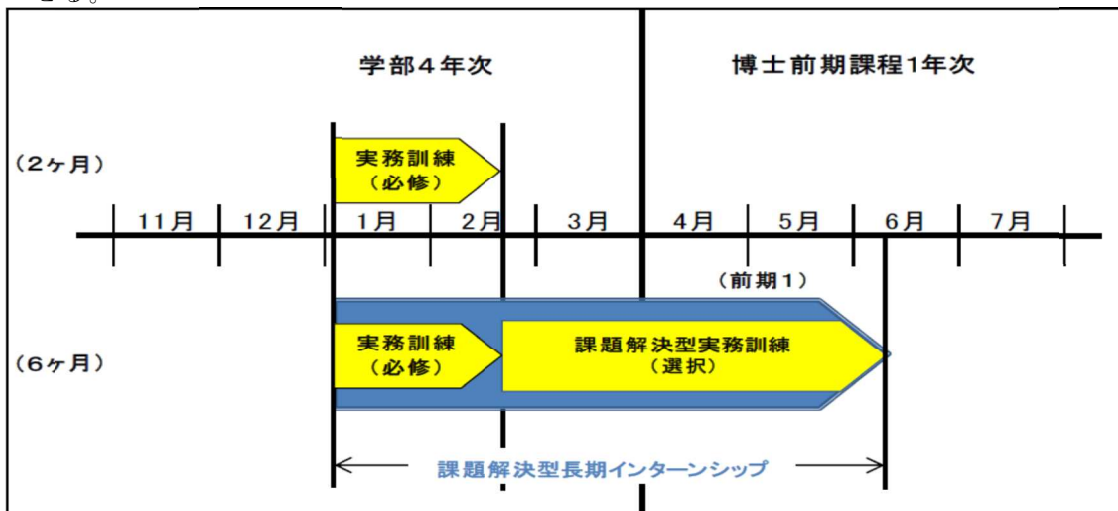 とする。
学部4年次
博士前期課程1年次
(2ヶ月)
実務訓練
(必修)
11月
12月
1月
2月
3月
4月
5月
6月
7月
(前期1)
(6ヶ月)
実務訓練
(必修)
課題解決型実務訓練
(選択)
課題解決型長期インターンシップ